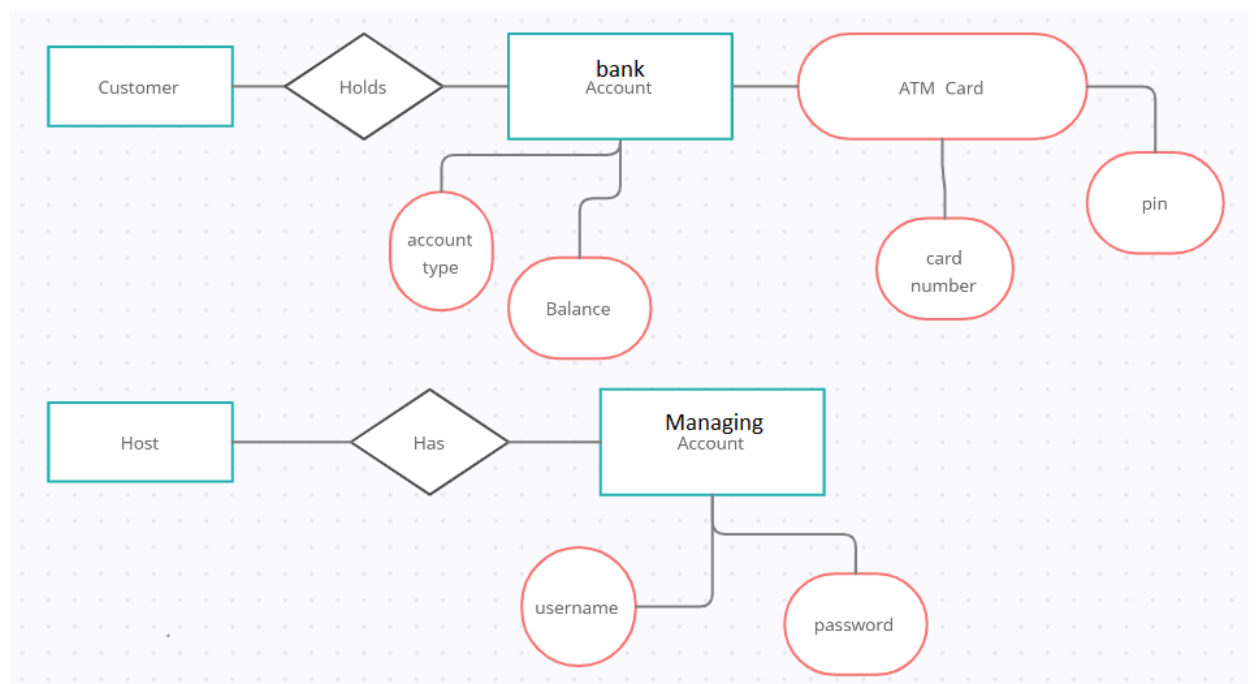 Customer
Holds
bank
Account
ATM  Card
pin
account
type
card
number
Balance
Host
Has
Managing
Account
username
password